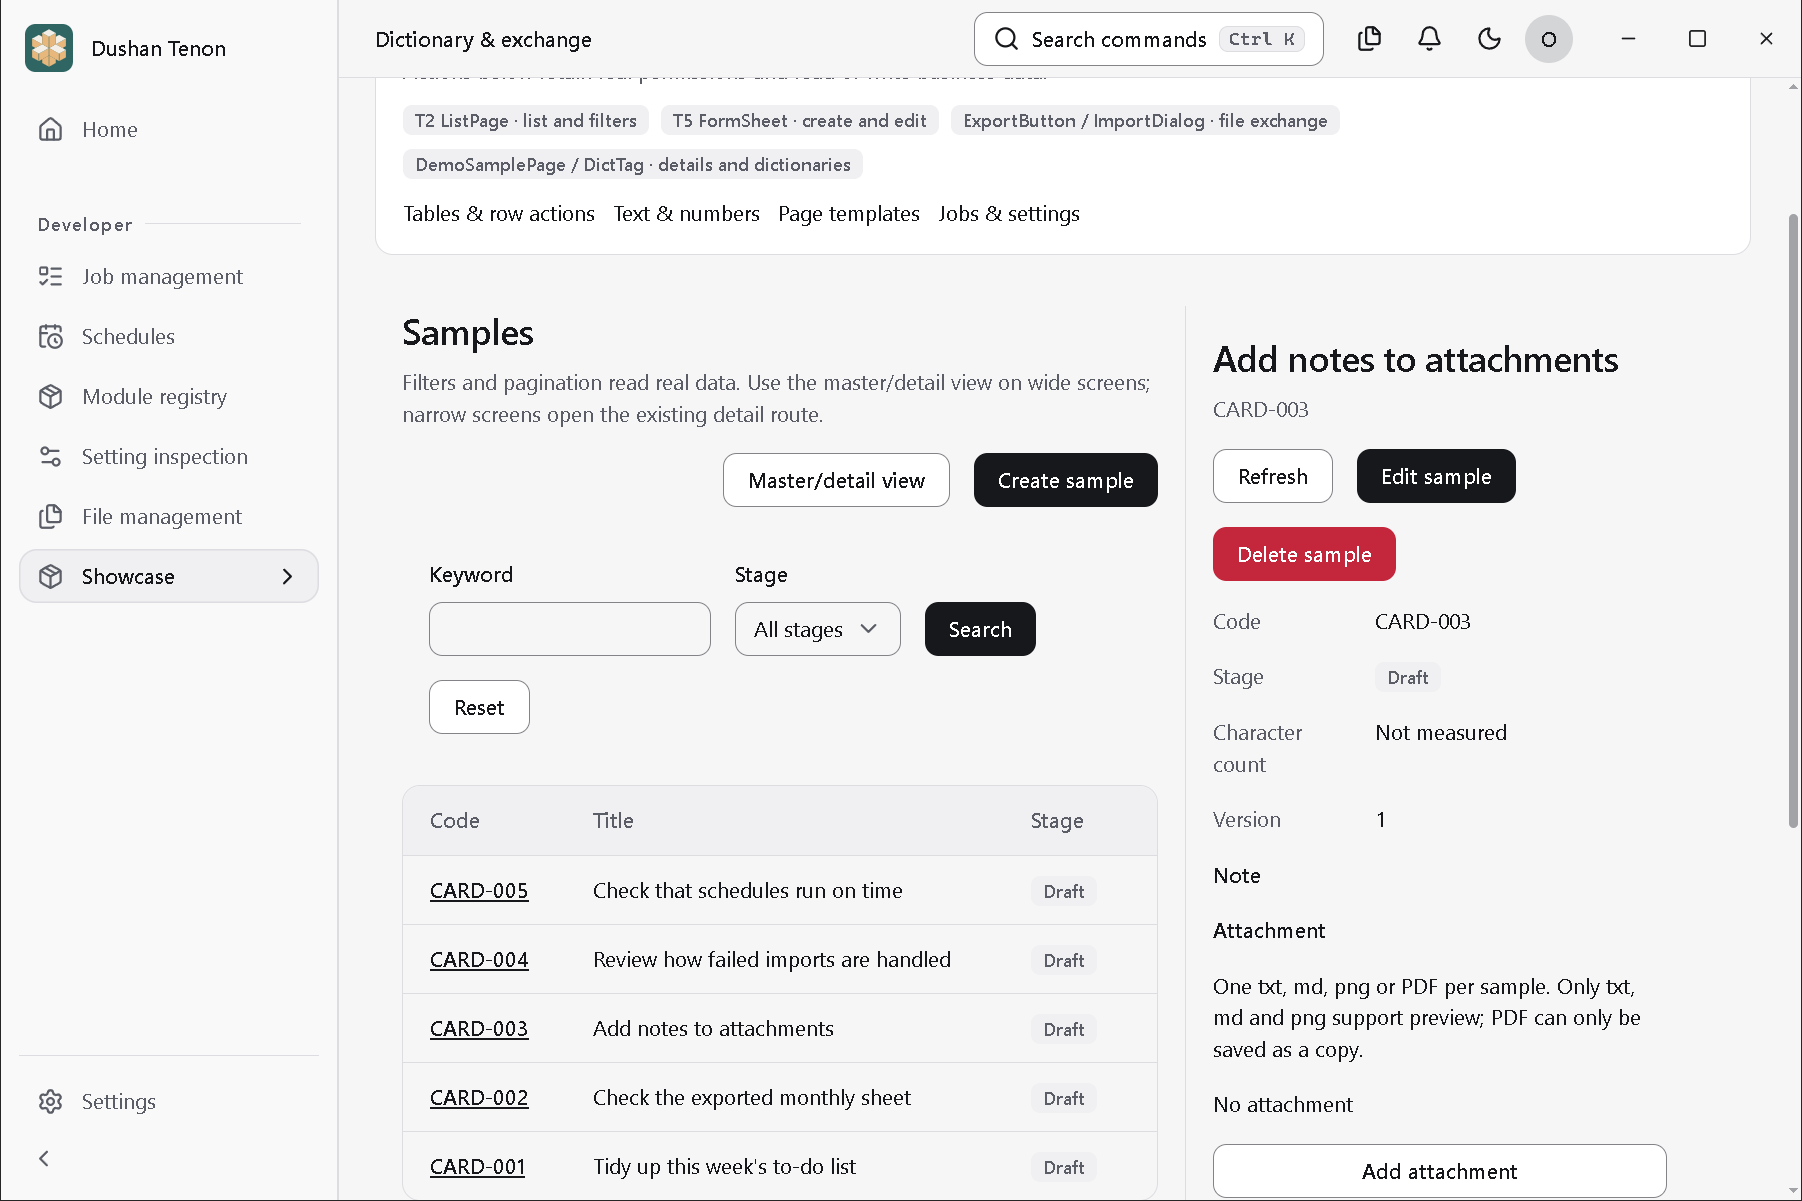 Dushan Tenon
Home
Developer
Job management
Schedules
Module registry
Setting inspection
File management
Showcase
Settings
Dictionary & exchange
Search commands Ctrl K
O
T2 ListPage · list and filters
T5 FormSheet · create and edit
ExportButton / ImportDialog · file exchange
DemoSamplePage / DictTag · details and dictionaries
Tables & row actions Text & numbers Page templates Jobs & settings
Samples
Filters and pagination read real data. Use the master/detail view on wide screens;
narrow screens open the existing detail route.
Master/detail view
Create sample
Keyword
Stage
All stages
Search
Reset
Code Title Stage
CARD-005 Check that schedules run on time Draft
CARD-004 Review how failed imports are handled Draft
CARD-003 Add notes to attachments Draft
CARD-002 Check the exported monthly sheet Draft
CARD-001 Tidy up this week's to-do list Draft
Add notes to attachments
CARD-003
Refresh
Edit sample
Delete sample
Code CARD-003
Stage Draft
Character
count
Not measured
Version 1
Note
Attachment
One txt, md, png or PDF per sample. Only txt,
md and png support preview; PDF can only be
saved as a copy.
No attachment
Add attachment